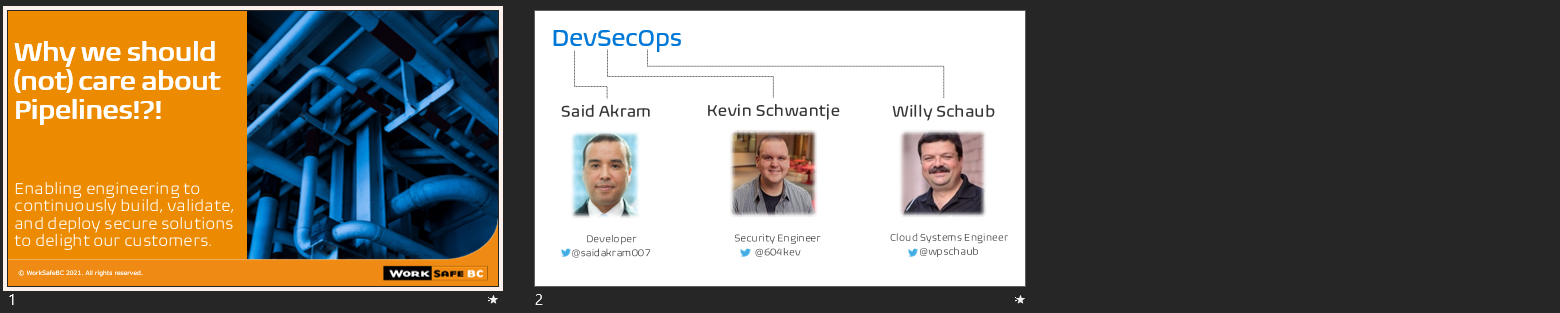 Why we should
(not) care about
Pipelines!?!
Enabling engineering to
continuously build, validate,
and deploy secure solutions
to delight our customers.
© WorkSafeBC 2021. All rights reserved.
WORK SAFE BC
1
DevSecOps
Said Akram
Kevin Schwantje
Willy Schaub
Developer
@saidakram007
Security Engineer
@604kev
Cloud Systems Engineer
@wpschaub
2